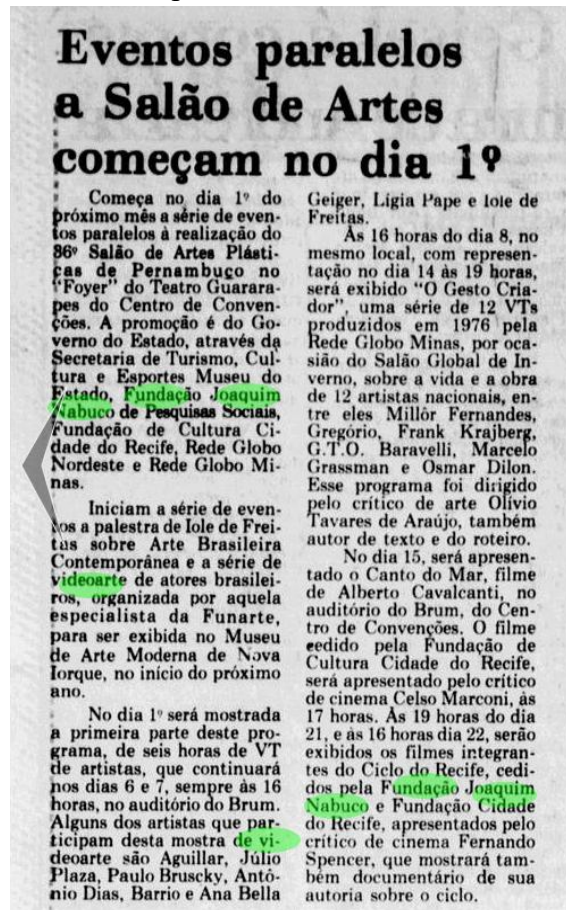 Eventos paralelos
a Salão de Artes
começam no dia 1º
Começa no dia 1º do
próximo mês a série de even-
tos paralelos à realização do
36º Salão de Artes Plásti-
cas de Pernambuco no
"Foyer" do Teatro Guarara-
pes do Centro de Conven-
ções. A promoção é do Go-
verno do Estado, através da
Secretaria de Turismo, Cul-
tura e Esportes Museu do
Estado, Fundação Joaquim
Nabuco de Pesquisas Sociais,
Fundação de Cultura Ci-
dade do Recife, Rede Globo
Nordeste e Rede Globo Mi-
nas.
Iniciam a série de even-
tos a palestra de Iole de Frei-
tas sobre Arte Brasileira
Contemporânea e a série de
videoarte de atores brasilei-
ros, organizada por aquela
especialista da Funarte,
para ser exibida no Museu
de Arte Moderna de Nova
Iorque, no início do próximo
ano.
No dia 1º será mostrada
a primeira parte deste pro-
grama, de seis horas de VT
de artistas, que continuará
nos dias 6 e 7, sempre às 16
horas, no auditório do Brum.
Alguns dos artistas que par-
ticipam desta mostra de vi-
deoarte são Aguillar, Júlio
Plaza, Paulo Bruscky, Antô-
nio Dias, Barrio e Ana Bella
Geiger, Lígia Pape e Iole de
Freitas.
Às 16 horas do dia 8, no
mesmo local, com represen-
tação no dia 14 às 19 horas,
será exibido "O Gesto Cria-
dor", uma série de 12 VTs
produzidos em 1976 pela
Rede Globo Minas, por oca-
sião do Salão Global de In-
verno, sobre a vida e a obra
de 12 artistas nacionais, en-
tre eles Millôr Fernandes,
Gregório, Frank Krajberg,
G.T.O. Baravelli, Marcelo
Grassman e Osmar Dilon.
Esse programa foi dirigido
pelo crítico de arte Olívio
Tavares de Araújo, também
autor de texto e do roteiro.
No dia 15, será apresen-
tado o Canto do Mar, filme
de Alberto Cavalcanti, no
auditório do Brum, do Cen-
tro de Convenções. O filme
cedido pela Fundação de
Cultura Cidade do Recife,
será apresentado pelo crítico
de cinema Celso Marconi, às
17 horas. Às 19 horas do dia
21, e às 16 horas dia 22, serão
exibidos os filmes integran-
tes do Ciclo do Recife, cedi-
dos pela Fundação Joaquim
Nabuco e Fundação Cidade
do Recife, apresentados pelo
crítico de cinema Fernando
Spencer, que mostrará tam-
bém documentário de sua
autoria sobre o ciclo.